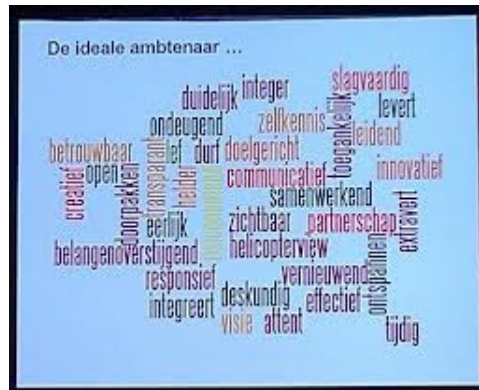 De ideale ambtenaar ...
slagvaardig
integer
duidelijk
levert
toegankelijk
zelfkennis
ondeugend
leidend
betrouwbaar
transparant
lef
durf
doelgericht
innovatief
open
doorpakken
helder
communicatief
creatief
samenwerkend
eerlijk
zichtbaar
partnerschap
extravert
belangenoverstijgend
helicopterview
ontspannen
responsief
vernieuwend
integreert
deskundig
effectief
visie
attent
tijdig